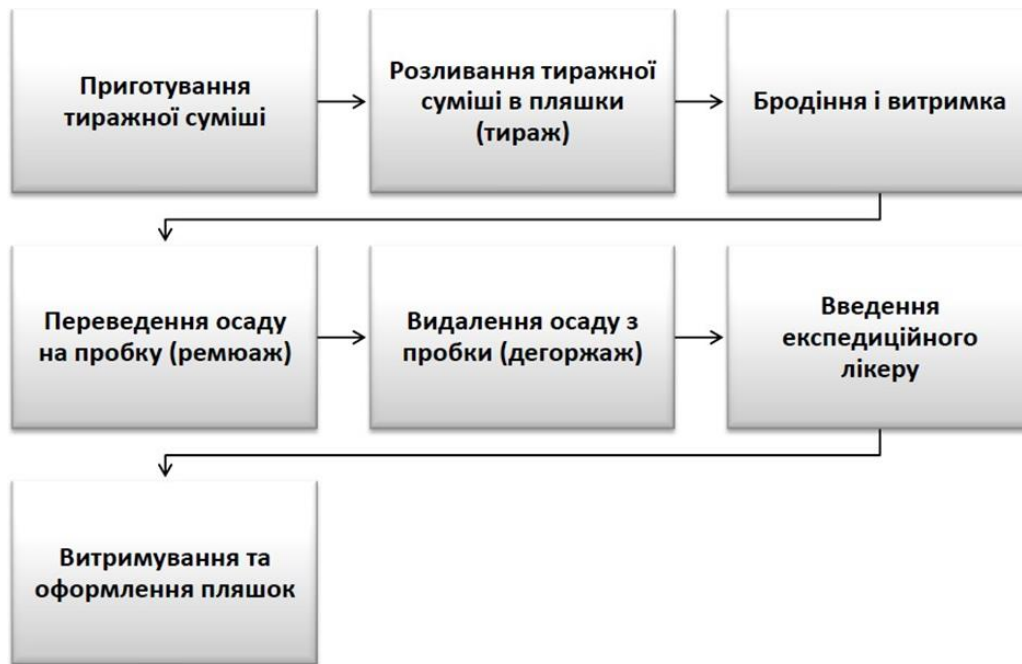 Приготування
тиражної суміші
Розливання тиражної
суміші в пляшки
(тираж)
Бродіння і витримка
Переведення осаду
на пробку (ремюаж)
Видалення осаду з
пробки (дегоржаж)
Введення
експедиційного
лікеру
Витримування та
оформлення пляшок